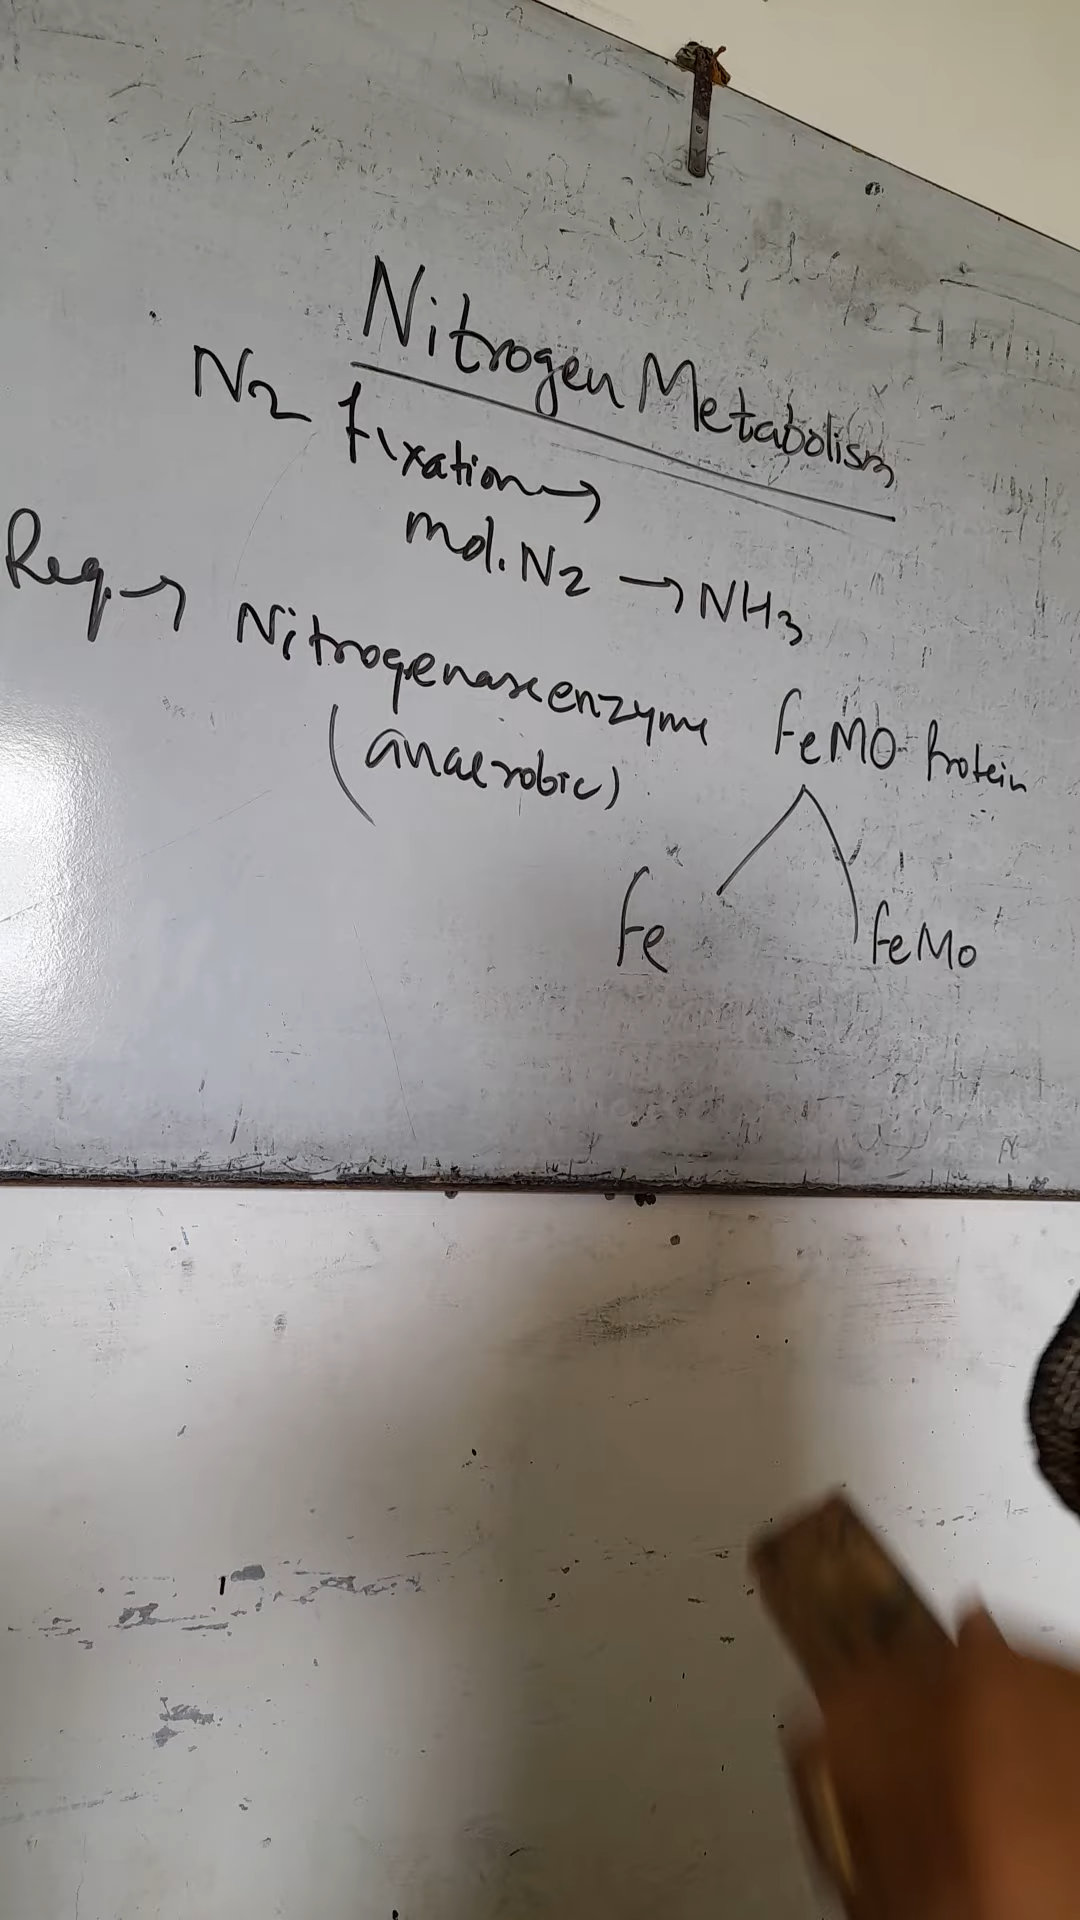 Nitrogen Metabolism
N2 fixation →
mol. N2 → NH3
Req. → Nitrogenase enzyme
(anaerobic)
FeMO Protein
Fe
FeMo